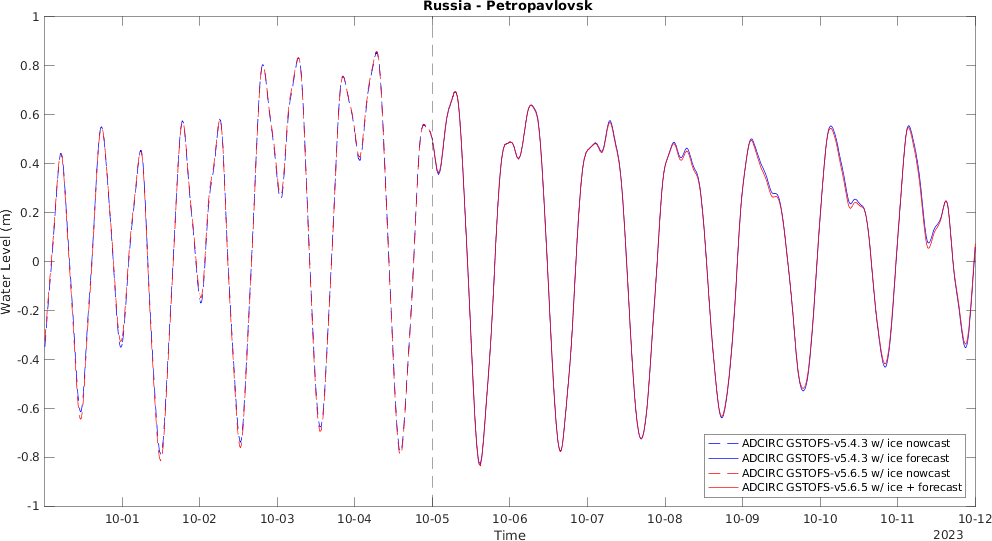 Russia - Petropavlovsk
1
0.8
0.6
0.4
0.2
0
-0.2
-0.4
-0.6
-0.8
-1
Water Level (m)
ADCIRC GSTOFS-v5.4.3 w/ ice nowcast
ADCIRC GSTOFS-v5.4.3 w/ ice forecast
ADCIRC GSTOFS-v5.6.5 w/ ice nowcast
ADCIRC GSTOFS-v5.6.5 w/ ice + forecast
10-01 10-02 10-03 10-04 10-05 10-06 10-07 10-08 10-09 10-10 10-11 10-12
Time
2023